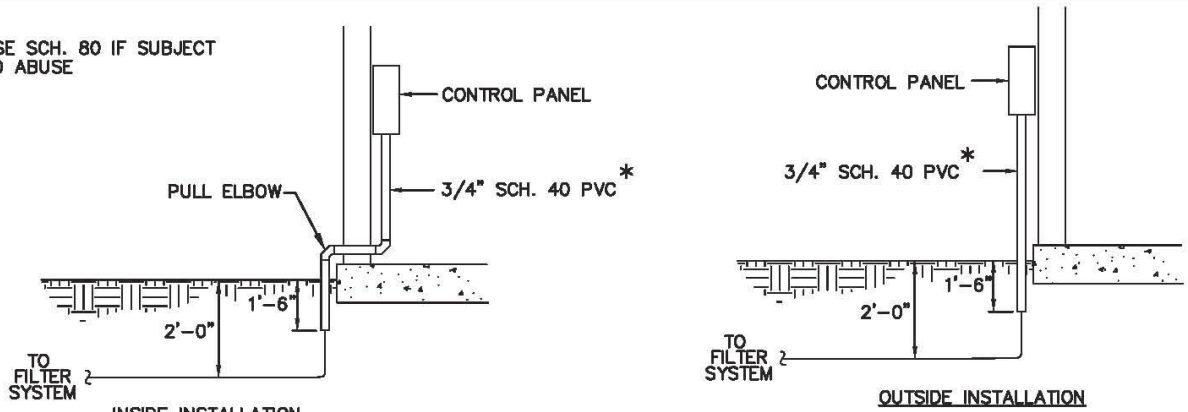 SE SCH. 80 IF SUBJECT
O ABUSE
CONTROL PANEL
3/4" SCH. 40 PVC *
PULL ELBOW
1'-6"
2'-0"
TO
FILTER
SYSTEM
INSIDE INSTALLATION
CONTROL PANEL
3/4" SCH. 40 PVC *
1'-6"
2'-0"
TO
FILTER
SYSTEM
OUTSIDE INSTALLATION